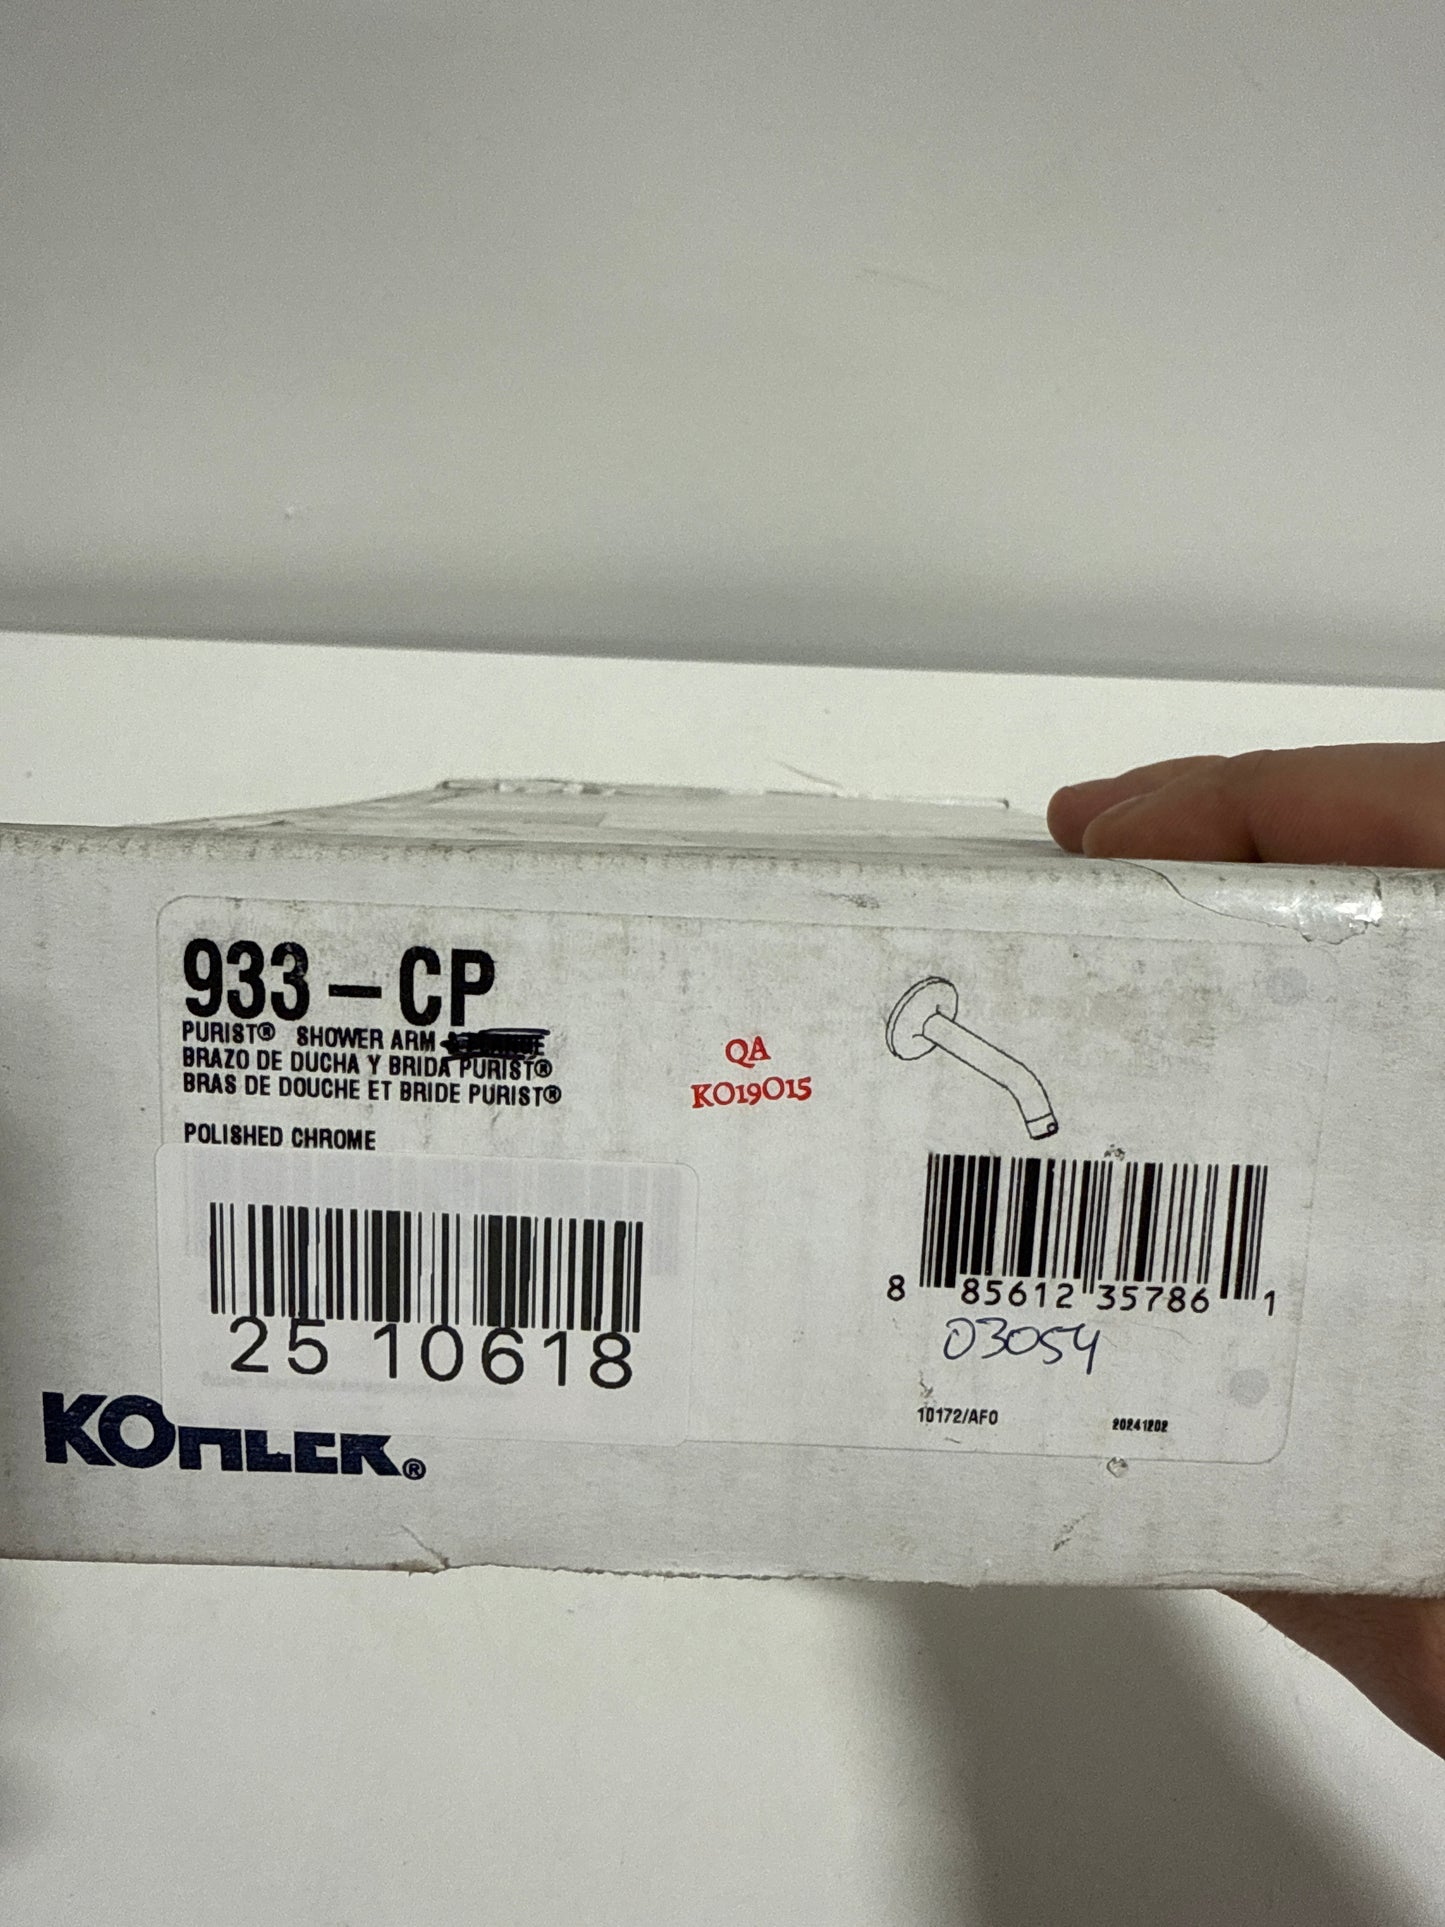 933-CP
PURIST® SHOWER ARM
BRAZO DE DUCHA Y BRIDA PURIST®
BRAS DE DOUCHE ET BRIDE PURIST®
POLISHED CHROME
QA
KO19O15
25 10618
8 85612 35786 1
03054
10172/AF0
20241202
KOHLER®